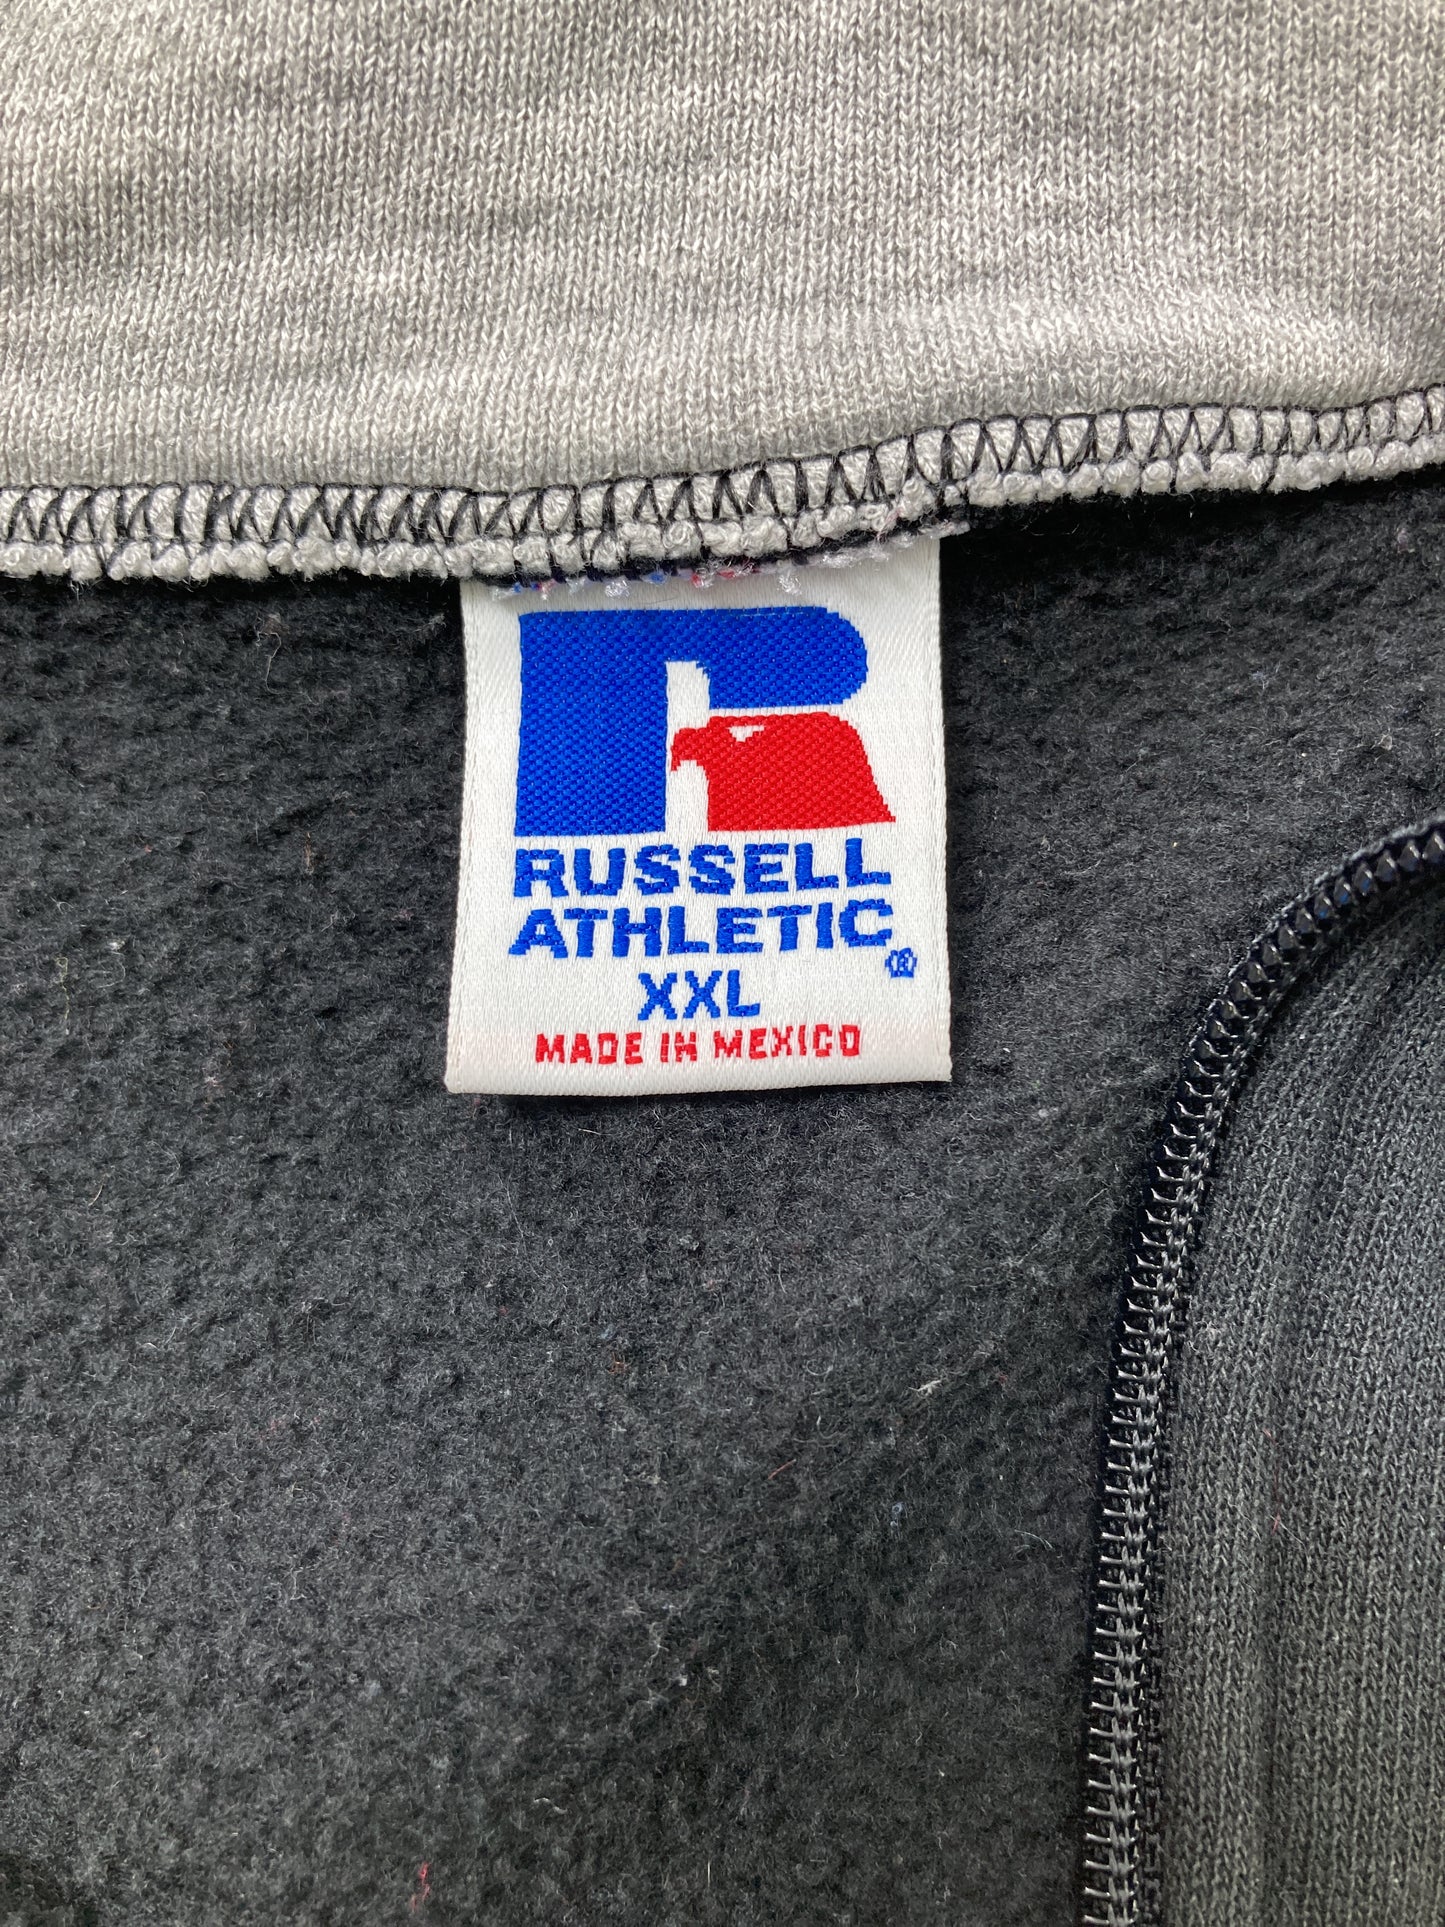 RUSSELL
ATHLETIC®
XXL
MADE IN MEXICO